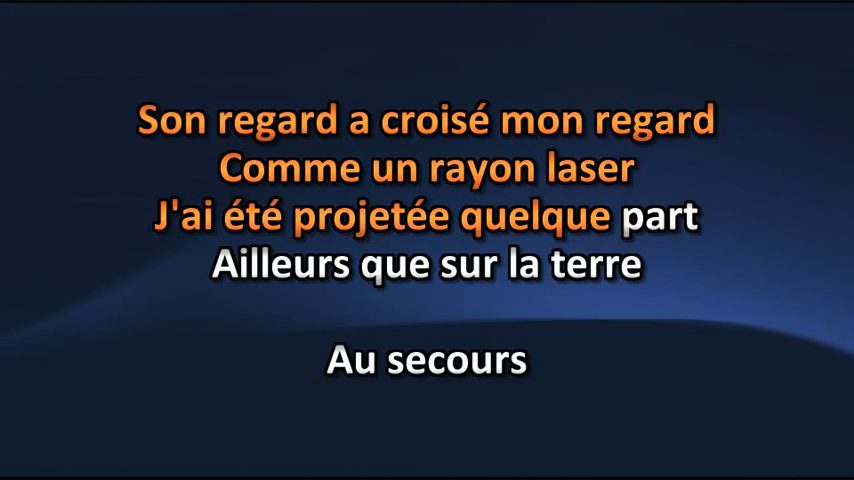 Son regard a croisé mon regard
Comme un rayon laser
J'ai été projetée quelque part
Ailleurs que sur la terre
Au secours